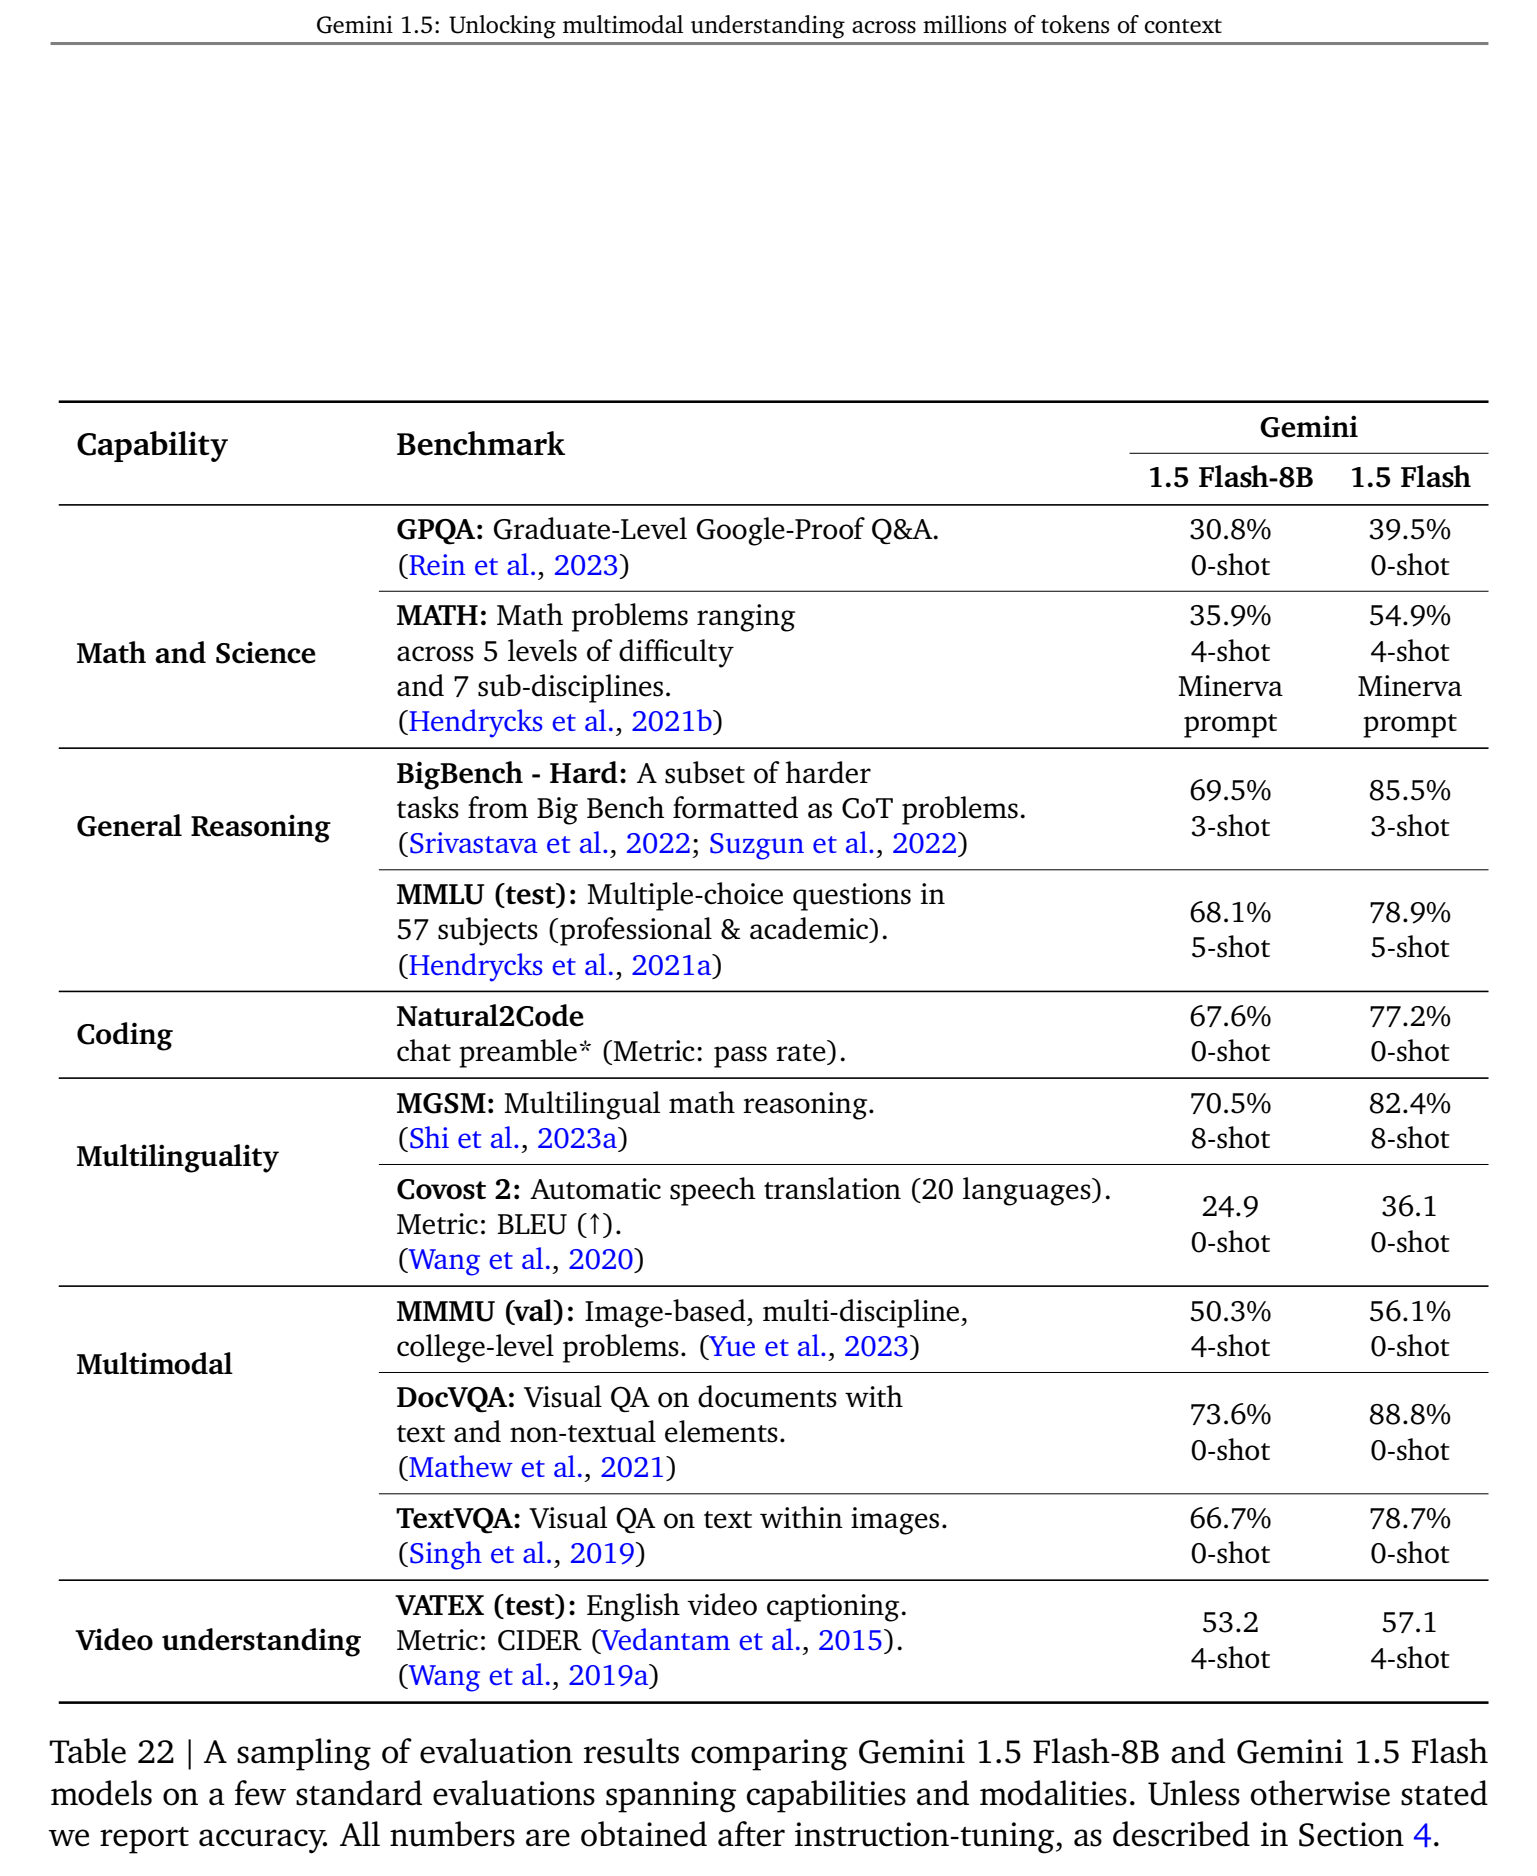 Gemini 1.5: Unlocking multimodal understanding across millions of tokens of context
Capability
Benchmark
Gemini
1.5 Flash-8B 1.5 Flash
Math and Science
GPQA: Graduate-Level Google-Proof Q&A.
(Rein et al., 2023)
30.8% 39.5%
0-shot 0-shot
MATH: Math problems ranging
across 5 levels of difficulty
and 7 sub-disciplines.
(Hendrycks et al., 2021b)
35.9% 54.9%
4-shot 4-shot
Minerva Minerva
prompt prompt
General Reasoning
BigBench - Hard: A subset of harder
tasks from Big Bench formatted as CoT problems.
(Srivastava et al., 2022; Suzgun et al., 2022)
69.5% 85.5%
3-shot 3-shot
MMLU (test): Multiple-choice questions in
57 subjects (professional & academic).
(Hendrycks et al., 2021a)
68.1% 78.9%
5-shot 5-shot
Coding
Natural2Code
chat preamble* (Metric: pass rate).
67.6% 77.2%
0-shot 0-shot
Multilinguality
MGSM: Multilingual math reasoning.
(Shi et al., 2023a)
70.5% 82.4%
8-shot 8-shot
Covost 2: Automatic speech translation (20 languages).
Metric: BLEU (↑).
(Wang et al., 2020)
24.9 36.1
0-shot 0-shot
Multimodal
MMMU (val): Image-based, multi-discipline,
college-level problems. (Yue et al., 2023)
50.3% 56.1%
4-shot 0-shot
DocVQA: Visual QA on documents with
text and non-textual elements.
(Mathew et al., 2021)
73.6% 88.8%
0-shot 0-shot
TextVQA: Visual QA on text within images.
(Singh et al., 2019)
66.7% 78.7%
0-shot 0-shot
Video understanding
VATEX (test): English video captioning.
Metric: CIDER (Vedantam et al., 2015).
(Wang et al., 2019a)
53.2 57.1
4-shot 4-shot
Table 22 | A sampling of evaluation results comparing Gemini 1.5 Flash-8B and Gemini 1.5 Flash
models on a few standard evaluations spanning capabilities and modalities. Unless otherwise stated
we report accuracy. All numbers are obtained after instruction-tuning, as described in Section 4.